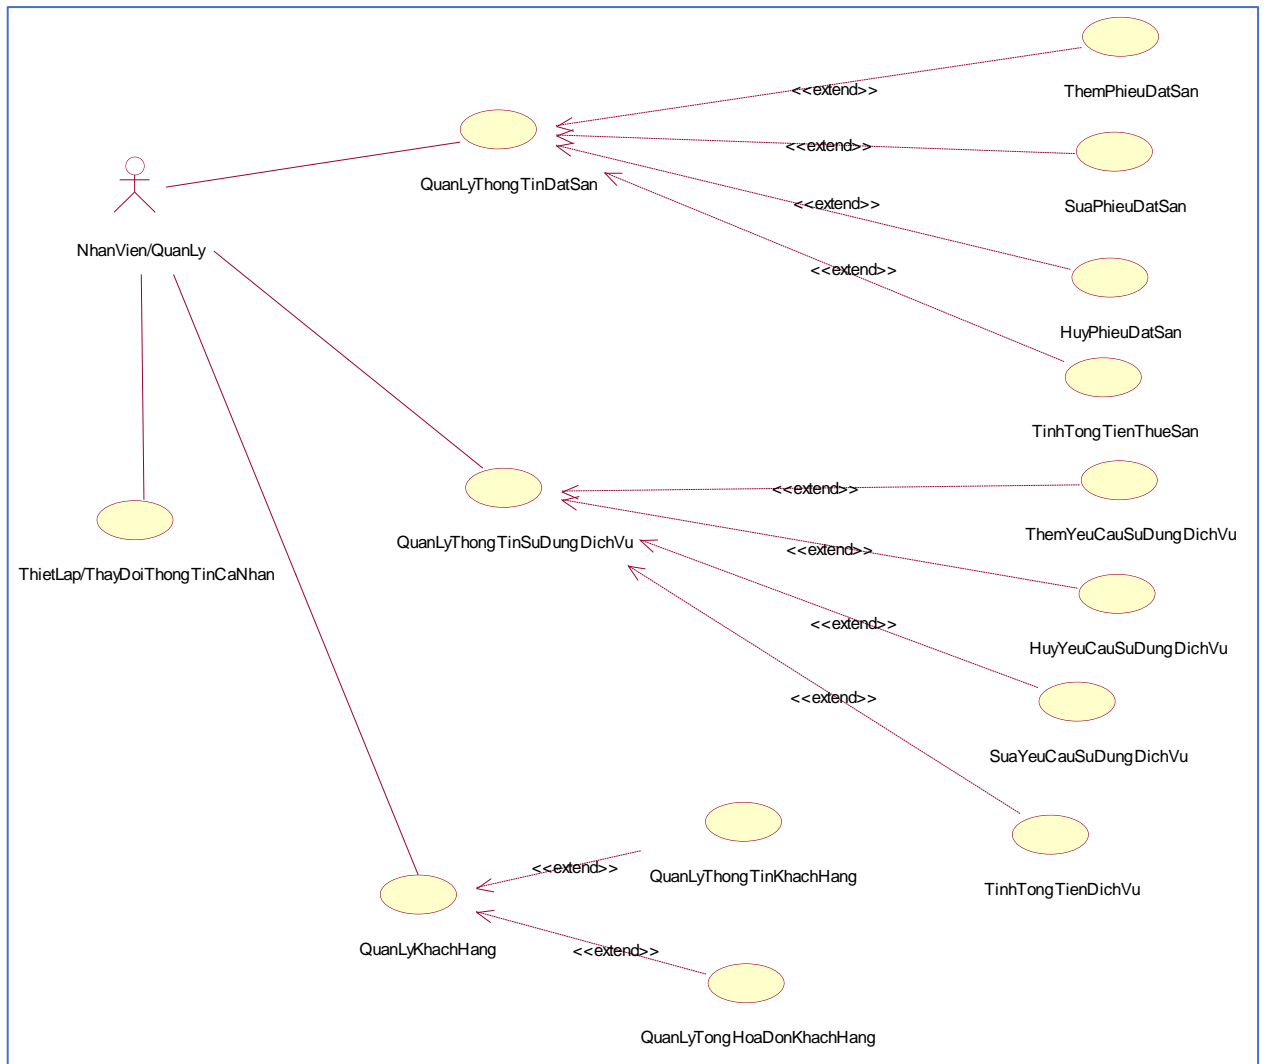 <<extend>>
ThemPhieuDatSan
<<extend>>
QuanLyThongTinDatSan
SuaPhieuDatSan
<<extend>>
NhanVien/QuanLy
<<extend>>
HuyPhieuDatSan
TinhTongTienThueSan
<<extend>>
ThemYeuCauSuDungDichVu
QuanLyThongTinSuDungDichVu
<<extend>>
ThietLap/ThayDoiThongTinCaNhan
<<extend>>
HuyYeuCauSuDungDichVu
<<extend>>
SuaYeuCauSuDungDichVu
<<extend>>
QuanLyThongTinKhachHang
TinhTongTienDichVu
QuanLyKhachHang
<<extend>>
QuanLyTongHoaDonKhachHang